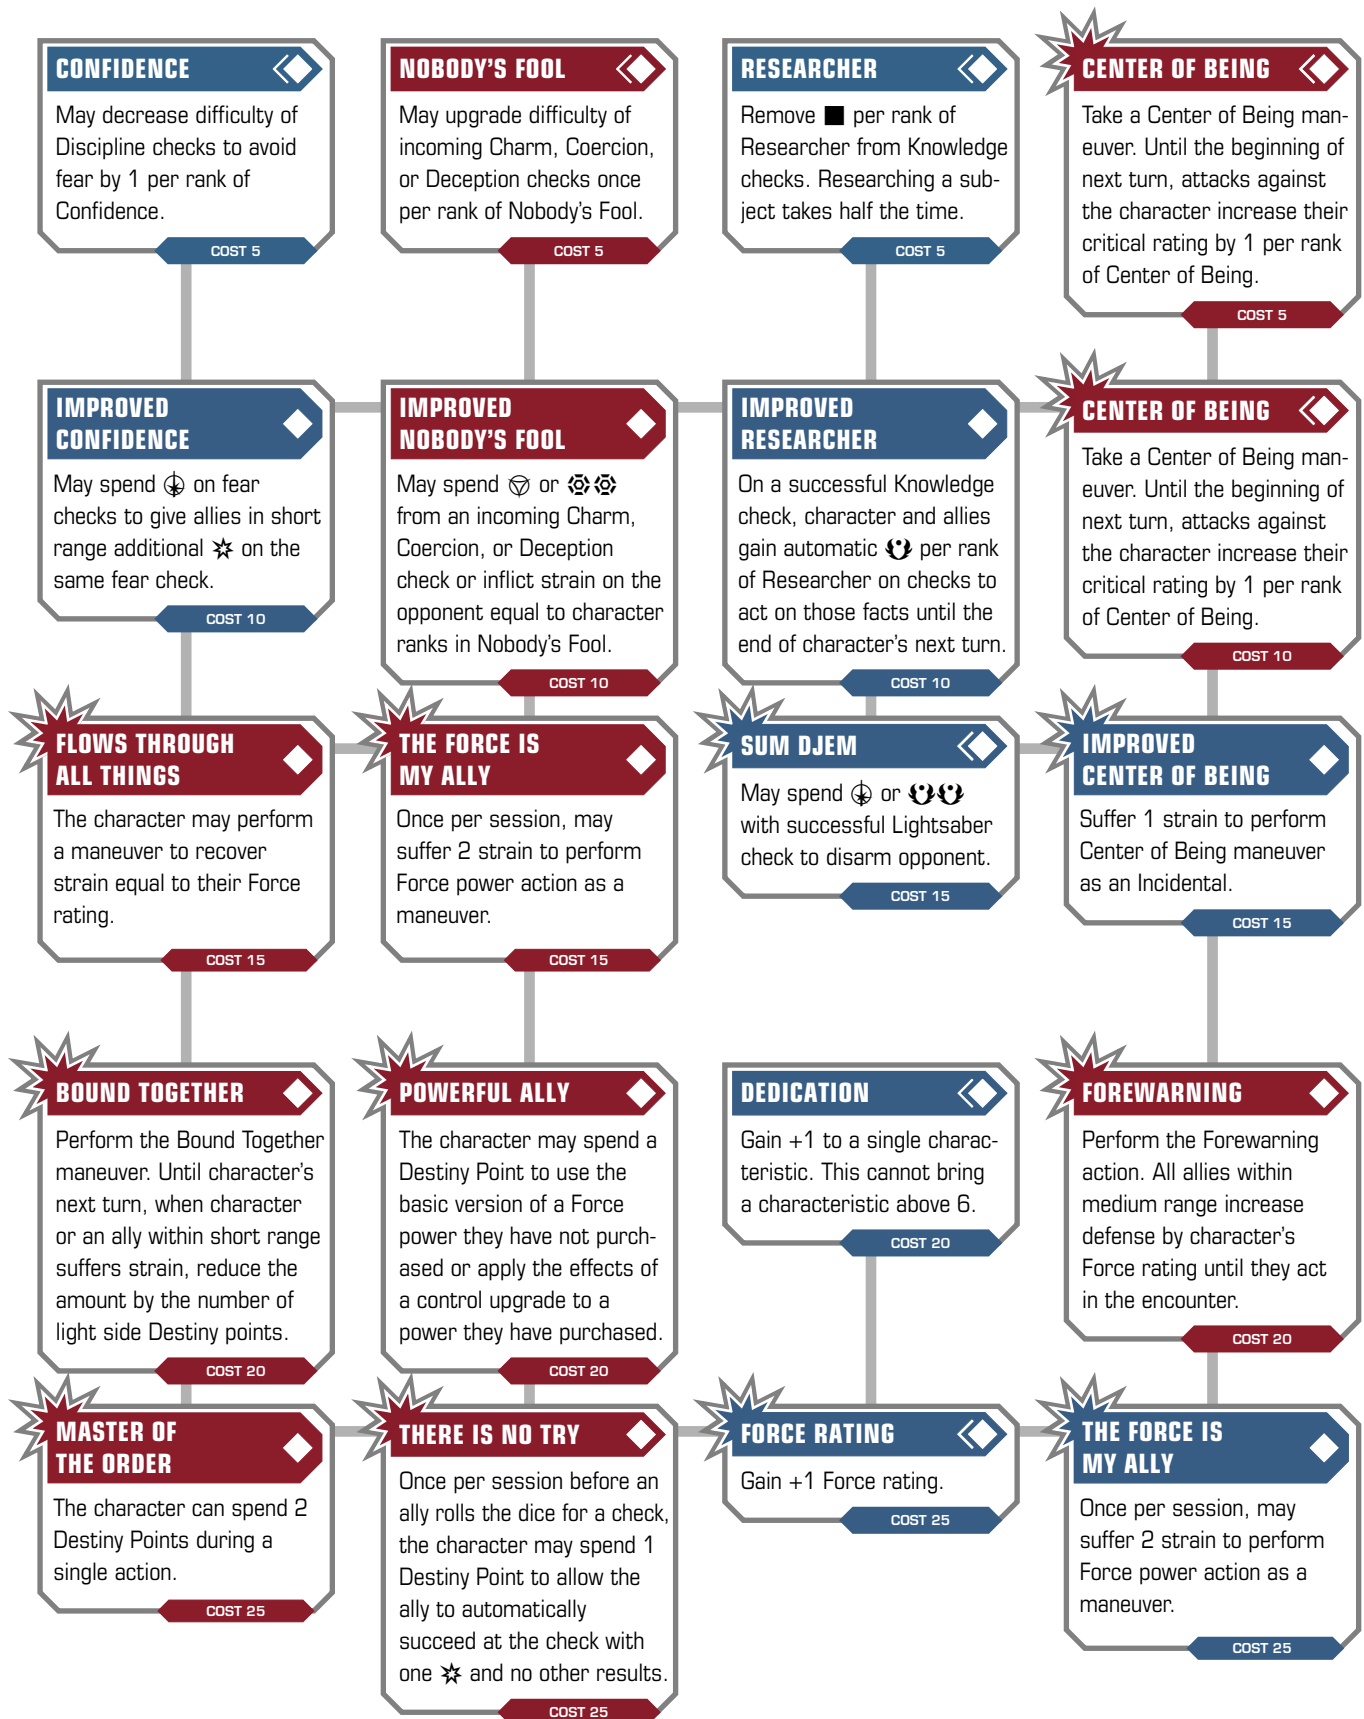 CONFIDENCE
May decrease difficulty of
Discipline checks to avoid
fear by 1 per rank of
Confidence.
COST 5
NOBODY'S FOOL
May upgrade difficulty of
incoming Charm, Coercion,
or Deception checks once
per rank of Nobody's Fool.
COST 5
RESEARCHER
Remove ■ per rank of
Researcher from Knowledge
checks. Researching a sub-
ject takes half the time.
COST 5
CENTER OF BEING
Take a Center of Being man-
euver. Until the beginning of
next turn, attacks against
the character increase their
critical rating by 1 per rank
of Center of Being.
COST 5
IMPROVED
CONFIDENCE
May spend on fear
checks to give allies in short
range additional on the
same fear check.
COST 10
IMPROVED
NOBODY'S FOOL
May spend or
from an incoming Charm,
Coercion, or Deception
check or inflict strain on the
opponent equal to character
ranks in Nobody's Fool.
COST 10
IMPROVED
RESEARCHER
On a successful Knowledge
check, character and allies
gain automatic per rank
of Researcher on checks to
act on those facts until the
end of character's next turn.
COST 10
CENTER OF BEING
Take a Center of Being man-
euver. Until the beginning of
next turn, attacks against
the character increase their
critical rating by 1 per rank
of Center of Being.
COST 10
FLOWS THROUGH
ALL THINGS
The character may perform
a maneuver to recover
strain equal to their Force
rating.
COST 15
THE FORCE IS
MY ALLY
Once per session, may
suffer 2 strain to perform
Force power action as a
maneuver.
COST 15
SUM DJEM
May spend or
with successful Lightsaber
check to disarm opponent.
COST 15
IMPROVED
CENTER OF BEING
Suffer 1 strain to perform
Center of Being maneuver
as an Incidental.
COST 15
BOUND TOGETHER
Perform the Bound Together
maneuver. Until character's
next turn, when character
or an ally within short range
suffers strain, reduce the
amount by the number of
light side Destiny points.
COST 20
POWERFUL ALLY
The character may spend a
Destiny Point to use the
basic version of a Force
power they have not purch-
ased or apply the effects of
a control upgrade to a
power they have purchased.
COST 20
DEDICATION
Gain +1 to a single charac-
teristic. This cannot bring
a characteristic above 6.
COST 20
FOREWARNING
Perform the Forewarning
action. All allies within
medium range increase
defense by character's
Force rating until they act
in the encounter.
COST 20
MASTER OF
THE ORDER
The character can spend 2
Destiny Points during a
single action.
COST 25
THERE IS NO TRY
Once per session before an
ally rolls the dice for a check,
the character may spend 1
Destiny Point to allow the
ally to automatically
succeed at the check with
one and no other results.
COST 25
FORCE RATING
Gain +1 Force rating.
COST 25
THE FORCE IS
MY ALLY
Once per session, may
suffer 2 strain to perform
Force power action as a
maneuver.
COST 25